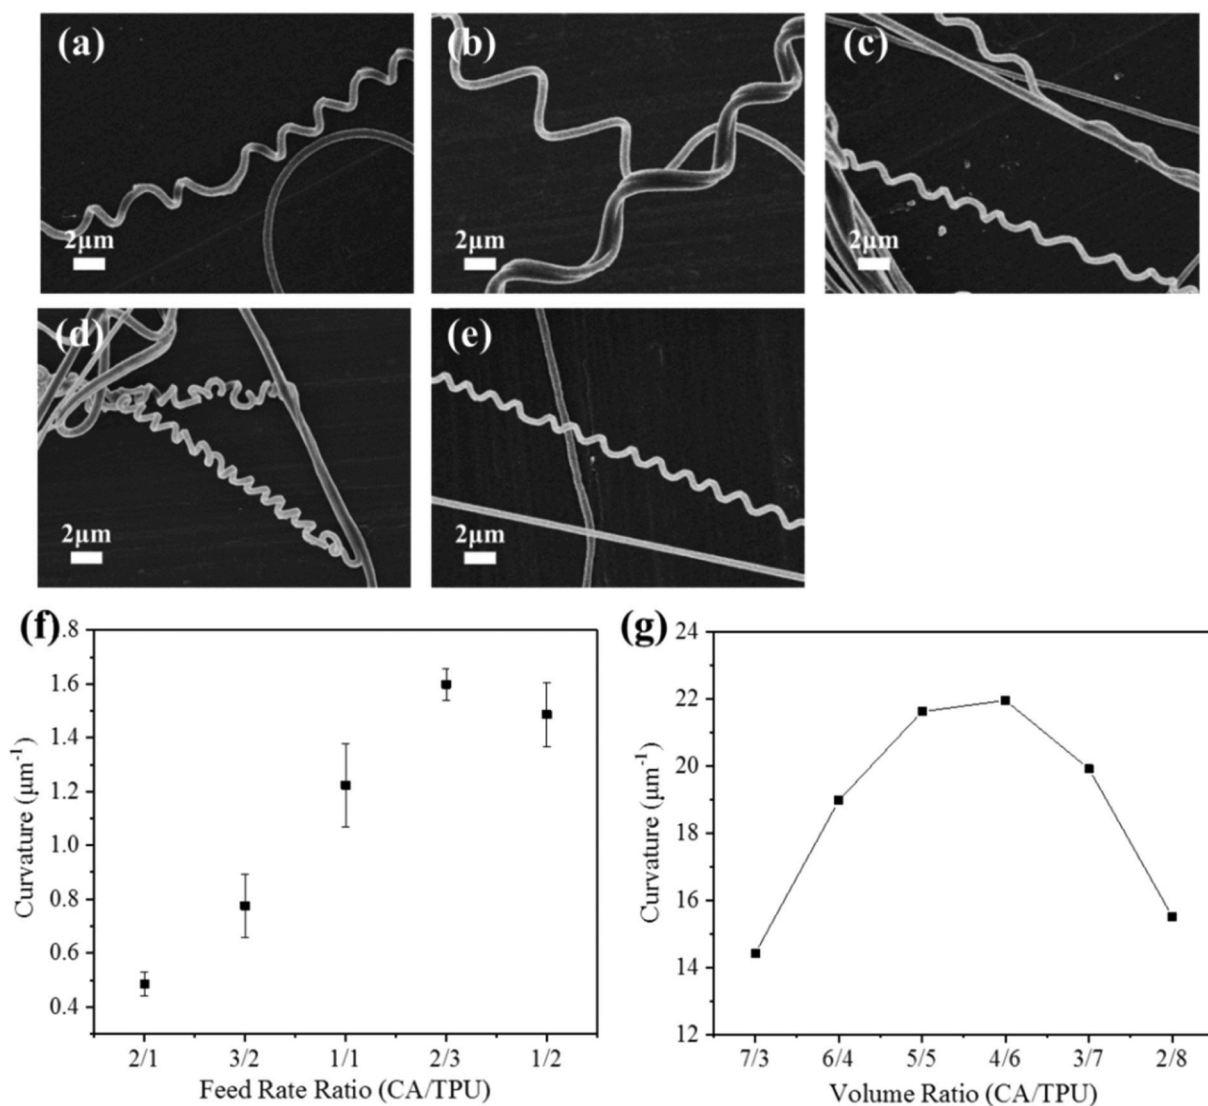 (a)
2μm
(b)
2μm
(c)
2μm
(d)
2μm
(e)
2μm
(f)
1.8
1.6
1.4
1.2
1.0
0.8
0.6
0.4
Curvature (μm⁻¹)
2/1 3/2 1/1 2/3 1/2
Feed Rate Ratio (CA/TPU)
(g)
24
22
20
18
16
14
12
Curvature (μm⁻¹)
7/3 6/4 5/5 4/6 3/7 2/8
Volume Ratio (CA/TPU)